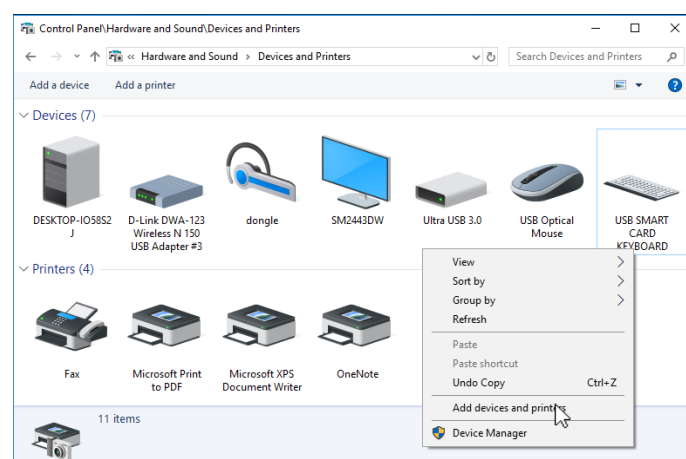 Control Panel\Hardware and Sound\Devices and Printers
« Hardware and Sound > Devices and Printers
Search Devices and Printers
Add a device Add a printer
Devices (7)
DESKTOP-IO58S2
J
D-Link DWA-123
Wireless N 150
USB Adapter #3
dongle
SM2443DW
Ultra USB 3.0
USB Optical
Mouse
USB SMART
CARD
KEYBOARD
Printers (4)
Fax
Microsoft Print
to PDF
Microsoft XPS
Document Writer
OneNote
View
Sort by
Group by
Refresh
Paste
Paste shortcut
Undo Copy Ctrl+Z
Add devices and printers
Device Manager
11 items